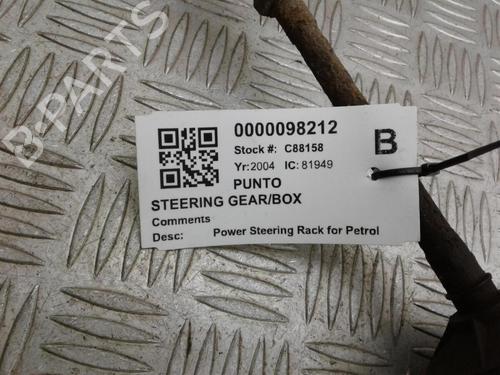 B-PARTS
0000098212
B
Stock #: C88158
Yr:2004 IC: 81949
PUNTO
STEERING GEAR/BOX
Comments
Desc: Power Steering Rack for Petrol